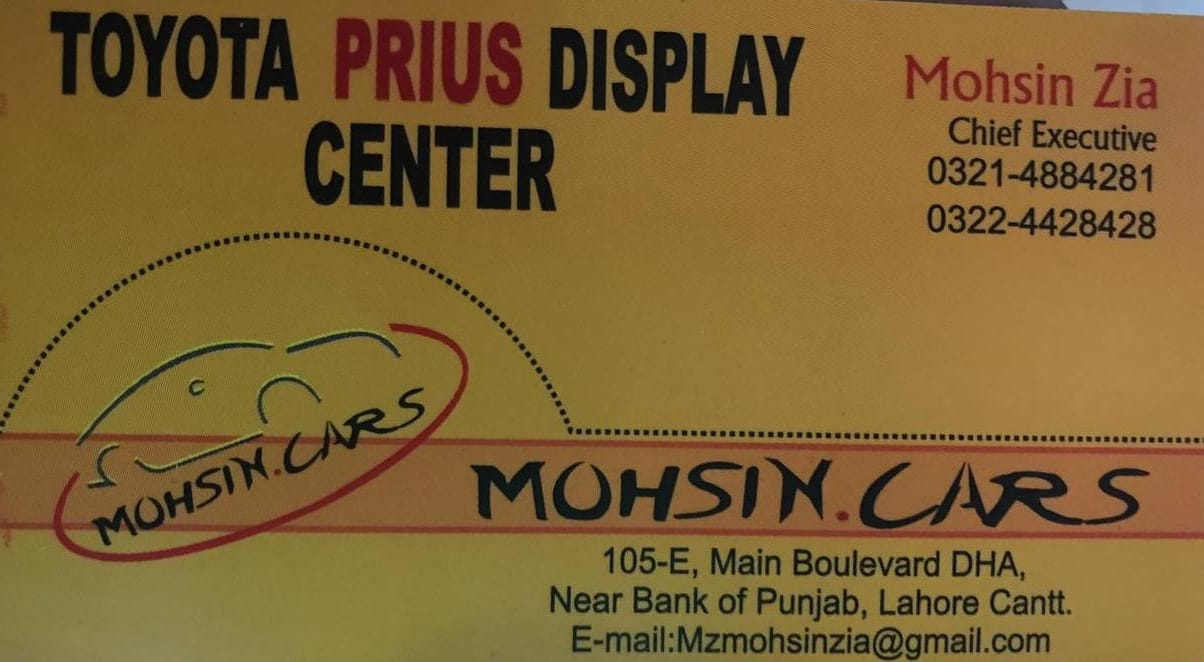 TOYOTA PRIUS DISPLAY
CENTER
Mohsin Zia
Chief Executive
0321-4884281
0322-4428428
MOHSIN.CARS
MOHSIN.CARS
105-E, Main Boulevard DHA,
Near Bank of Punjab, Lahore Cantt.
E-mail:Mzmohsinzia@gmail.com